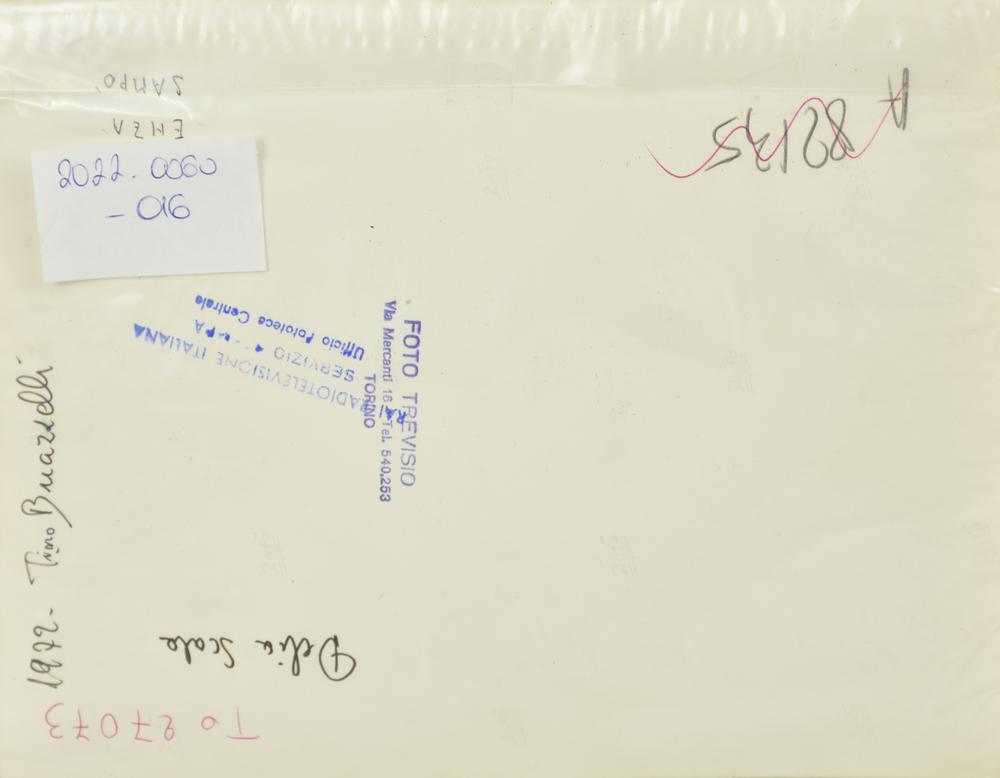 ENZA
SAMPO'
A 82135
2022-0060
-016
RAI
RADIOTELEVISIONE ITALIANA
SERVIZIO
Ufficio Fototeca Centrale
FOTO TREVISIO
Via Mercanti 16 - Tel. 540.253
TORINO
1972 - Tino Buazzelli
Delia Scala
To 27073